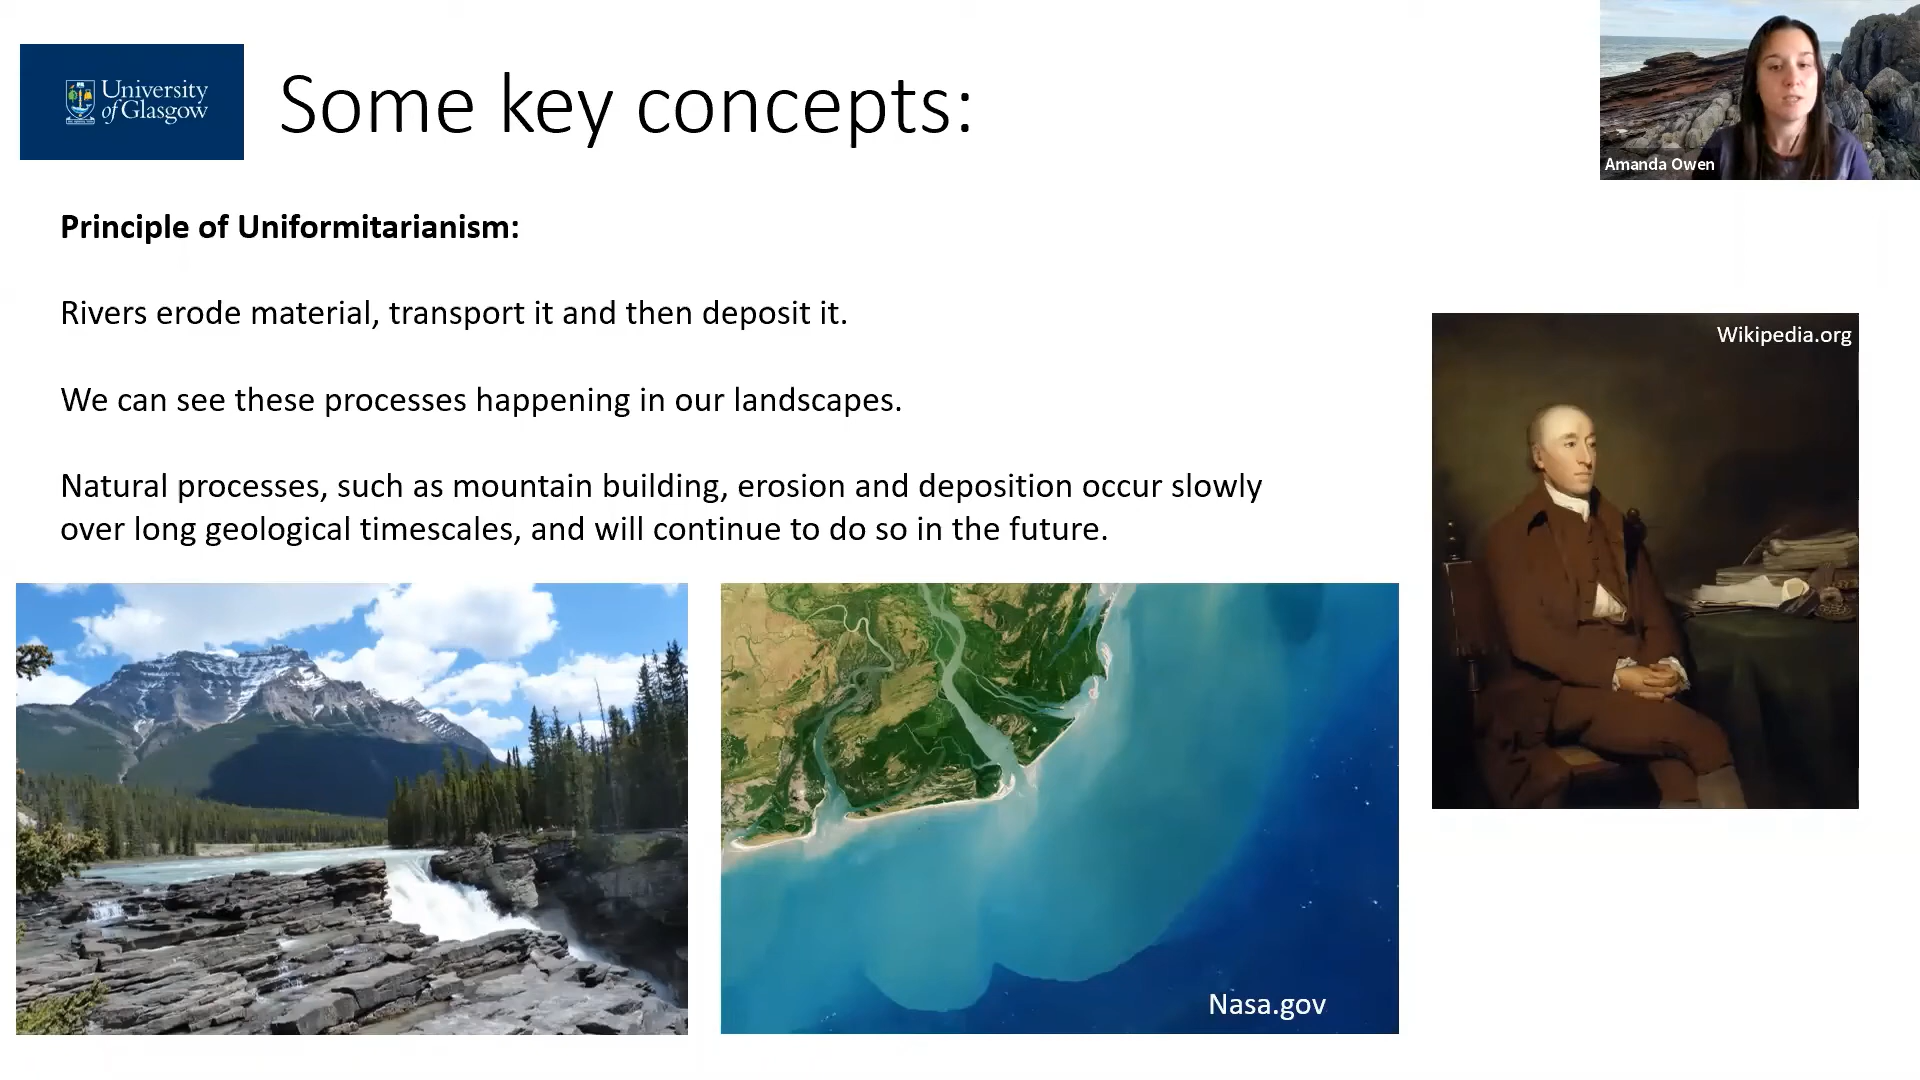 University
of Glasgow
Some key concepts:
Amanda Owen
Principle of Uniformitarianism:
Rivers erode material, transport it and then deposit it.
We can see these processes happening in our landscapes.
Natural processes, such as mountain building, erosion and deposition occur slowly
over long geological timescales, and will continue to do so in the future.
Wikipedia.org
Nasa.gov